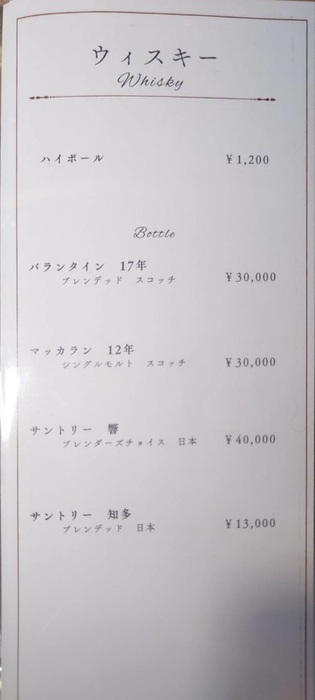 ウィスキー
Whisky
ハイボール ¥1,200
Bottle
バランタイン 17年
ブレンデッド スコッチ ¥30,000
マッカラン 12年
シングルモルト スコッチ ¥30,000
サントリー 響
ブレンダーズチョイス 日本 ¥40,000
サントリー 知多
ブレンデッド 日本 ¥13,000